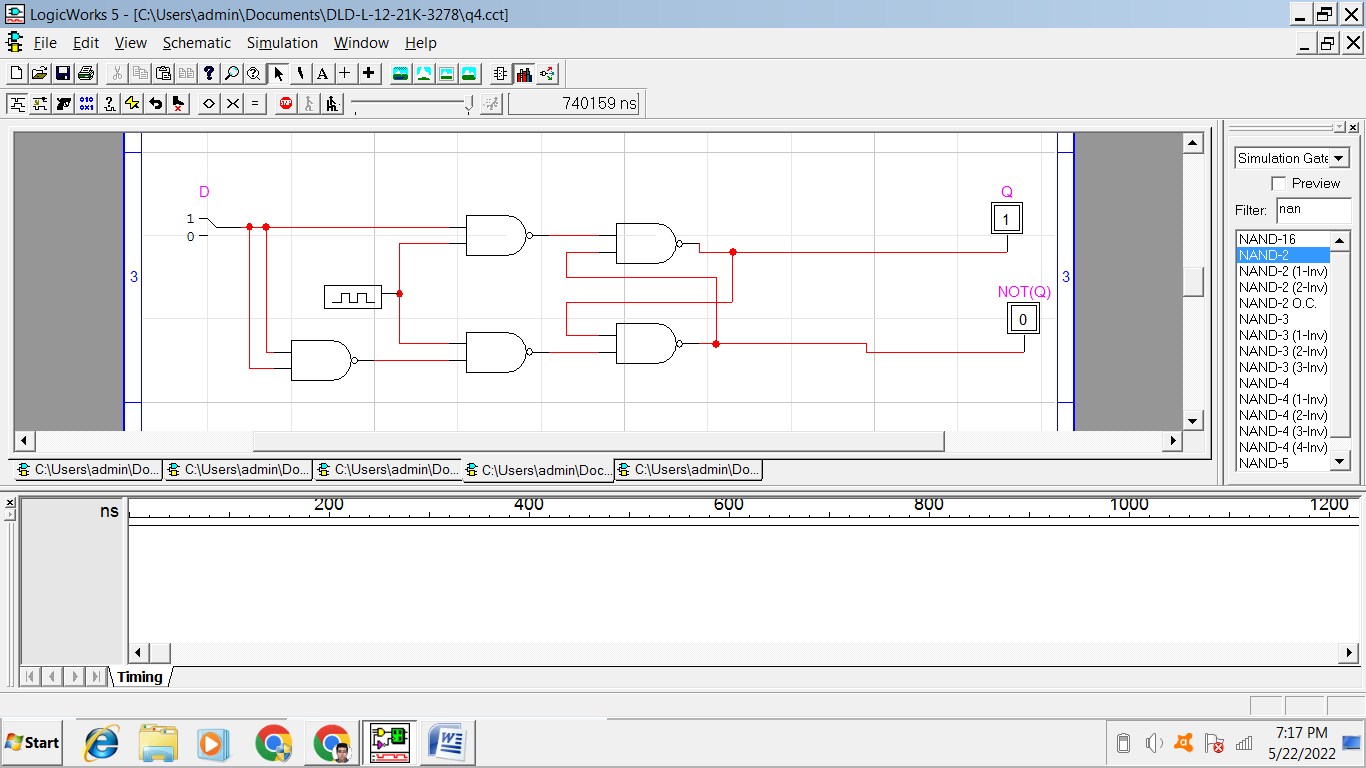 LogicWorks 5 - [C:\Users\admin\Documents\DLD-L-12-21K-3278\q4.cct]
File Edit View Schematic Simulation Window Help
740159 ns
D
1
0
Q
1
NOT(Q)
0
3
3
Simulation Gate
Preview
Filter: nan
NAND-16
NAND-2
NAND-2 (1-Inv)
NAND-2 (2-Inv)
NAND-2 O.C.
NAND-3
NAND-3 (1-Inv)
NAND-3 (2-Inv)
NAND-3 (3-Inv)
NAND-4
NAND-4 (1-Inv)
NAND-4 (2-Inv)
NAND-4 (3-Inv)
NAND-4 (4-Inv)
NAND-5
C:\Users\admin\Do... C:\Users\admin\Do... C:\Users\admin\Do... C:\Users\admin\Doc... C:\Users\admin\Do...
ns 200 400 600 800 1000 1200
Timing
Start
7:17 PM
5/22/2022